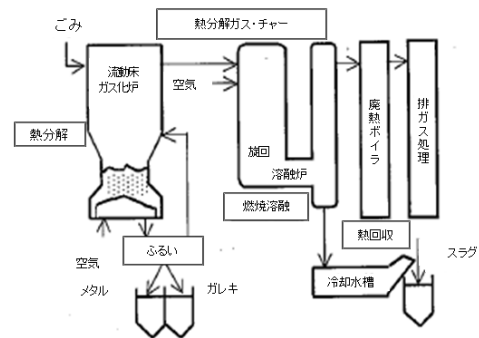 ごみ
熱分解ガス・チャー
流動床
ガス化炉
空気
熱分解
旋回
溶融炉
廃熱ボイラ
排ガス処理
燃焼溶融
熱回収
ふるい
空気
メタル
ガレキ
冷却水槽
スラグ